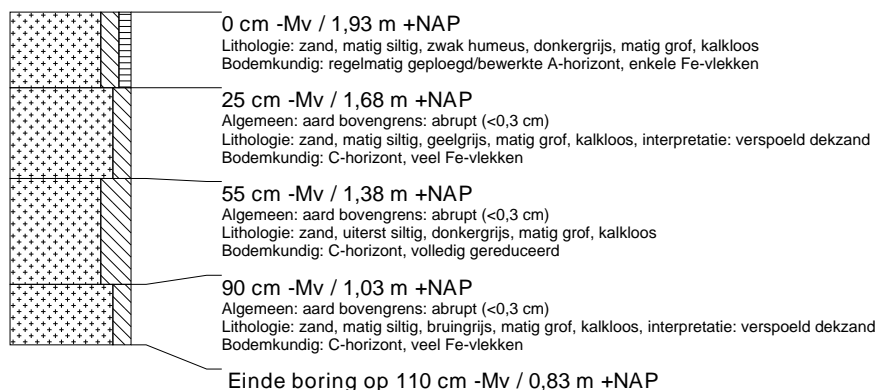 0 cm -Mv / 1,93 m +NAP
Lithologie: zand, matig siltig, zwak humeus, donkergrijs, matig grof, kalkloos
Bodemkundig: regelmatig geploegd/bewerkte A-horizont, enkele Fe-vlekken
25 cm -Mv / 1,68 m +NAP
Algemeen: aard bovengrens: abrupt (<0,3 cm)
Lithologie: zand, matig siltig, geelgrijs, matig grof, kalkloos, interpretatie: verspoeld dekzand
Bodemkundig: C-horizont, veel Fe-vlekken
55 cm -Mv / 1,38 m +NAP
Algemeen: aard bovengrens: abrupt (<0,3 cm)
Lithologie: zand, uiterst siltig, donkergrijs, matig grof, kalkloos
Bodemkundig: C-horizont, volledig gereduceerd
90 cm -Mv / 1,03 m +NAP
Algemeen: aard bovengrens: abrupt (<0,3 cm)
Lithologie: zand, matig siltig, bruingrijs, matig grof, kalkloos, interpretatie: verspoeld dekzand
Bodemkundig: C-horizont, veel Fe-vlekken
Einde boring op 110 cm -Mv / 0,83 m +NAP